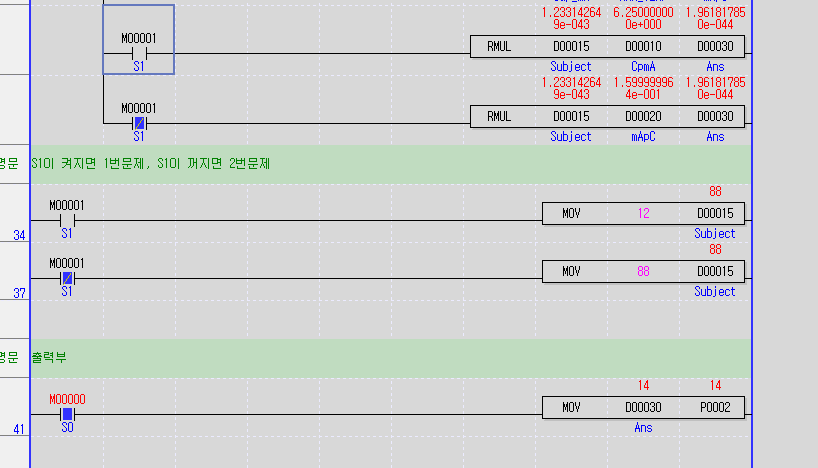 1.23314264 6.25000000 1.96181785
9e-043 0e+000 0e-044
M00001
RMUL D00015 D00010 D00030
S1 Subject CpmA Ans
1.23314264 1.59999996 1.96181785
9e-043 4e-001 0e-044
M00001
RMUL D00015 D00020 D00030
S1 Subject mApC Ans
명문 S10이 켜지면 1번문제, S10이 꺼지면 2번문제
88
M00001
MOV 12 D00015
34 S1 Subject
88
M00001
MOV 88 D00015
37 S1 Subject
명문 출력부
14 14
M00000
MOV D00030 P0002
41 S0 Ans